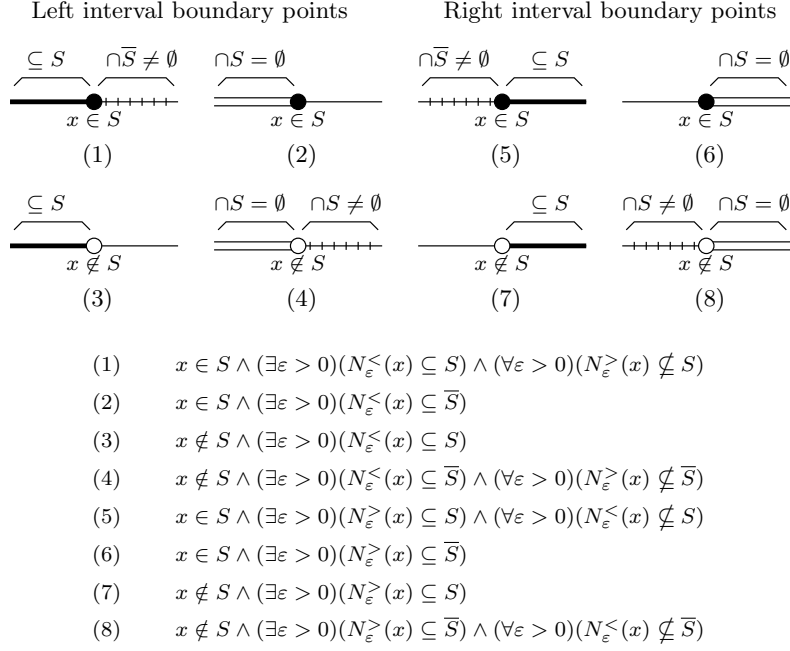 Left interval boundary points Right interval boundary points
⊆ S ∩S̅ ≠ ∅ ∩S = ∅ ∩S̅ ≠ ∅ ⊆ S ∩S = ∅
x ∈ S x ∈ S x ∈ S x ∈ S
(1) (2) (5) (6)
⊆ S ∩S = ∅ ∩S ≠ ∅ ⊆ S ∩S ≠ ∅ ∩S = ∅
x ∉ S x ∉ S x ∉ S x ∉ S
(3) (4) (7) (8)
(1) x ∈ S ∧ (∃ε > 0)(N_ε^<(x) ⊆ S) ∧ (∀ε > 0)(N_ε^>(x) ⊈ S)
(2) x ∈ S ∧ (∃ε > 0)(N_ε^<(x) ⊆ S̅)
(3) x ∉ S ∧ (∃ε > 0)(N_ε^<(x) ⊆ S)
(4) x ∉ S ∧ (∃ε > 0)(N_ε^<(x) ⊆ S̅) ∧ (∀ε > 0)(N_ε^>(x) ⊈ S̅)
(5) x ∈ S ∧ (∃ε > 0)(N_ε^>(x) ⊆ S) ∧ (∀ε > 0)(N_ε^<(x) ⊈ S)
(6) x ∈ S ∧ (∃ε > 0)(N_ε^>(x) ⊆ S̅)
(7) x ∉ S ∧ (∃ε > 0)(N_ε^>(x) ⊆ S)
(8) x ∉ S ∧ (∃ε > 0)(N_ε^>(x) ⊆ S̅) ∧ (∀ε > 0)(N_ε^<(x) ⊈ S̅)